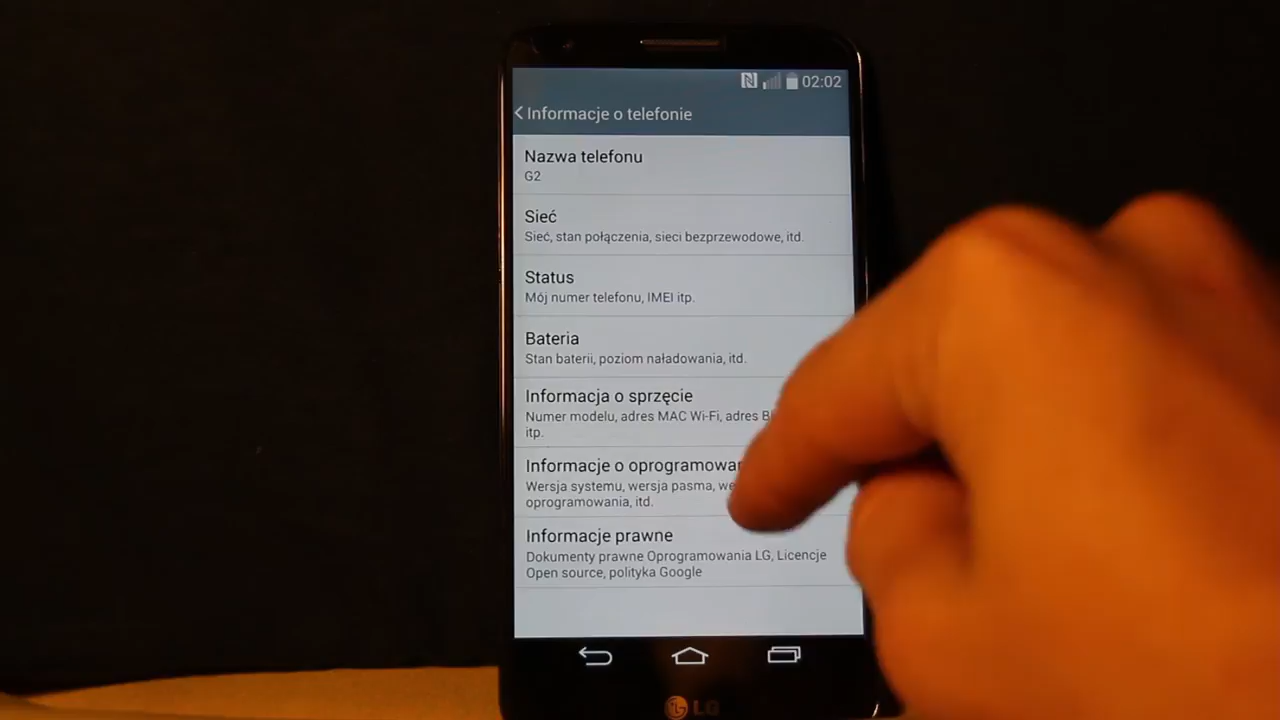 02:02
Informacje o telefonie
Nazwa telefonu
G2
Sieć
Sieć, stan połączenia, sieci bezprzewodowe, itd.
Status
Mój numer telefonu, IMEI itp.
Bateria
Stan baterii, poziom naładowania, itd.
Informacja o sprzęcie
Numer modelu, adres MAC Wi-Fi, adres
itp.
Informacje o
Wersja systemu, wersja pasma,
oprogramowania, itd.
Informacje prawne
Dokumenty prawne Oprogramowania LG, Licencje
Open source, polityka Google
LG